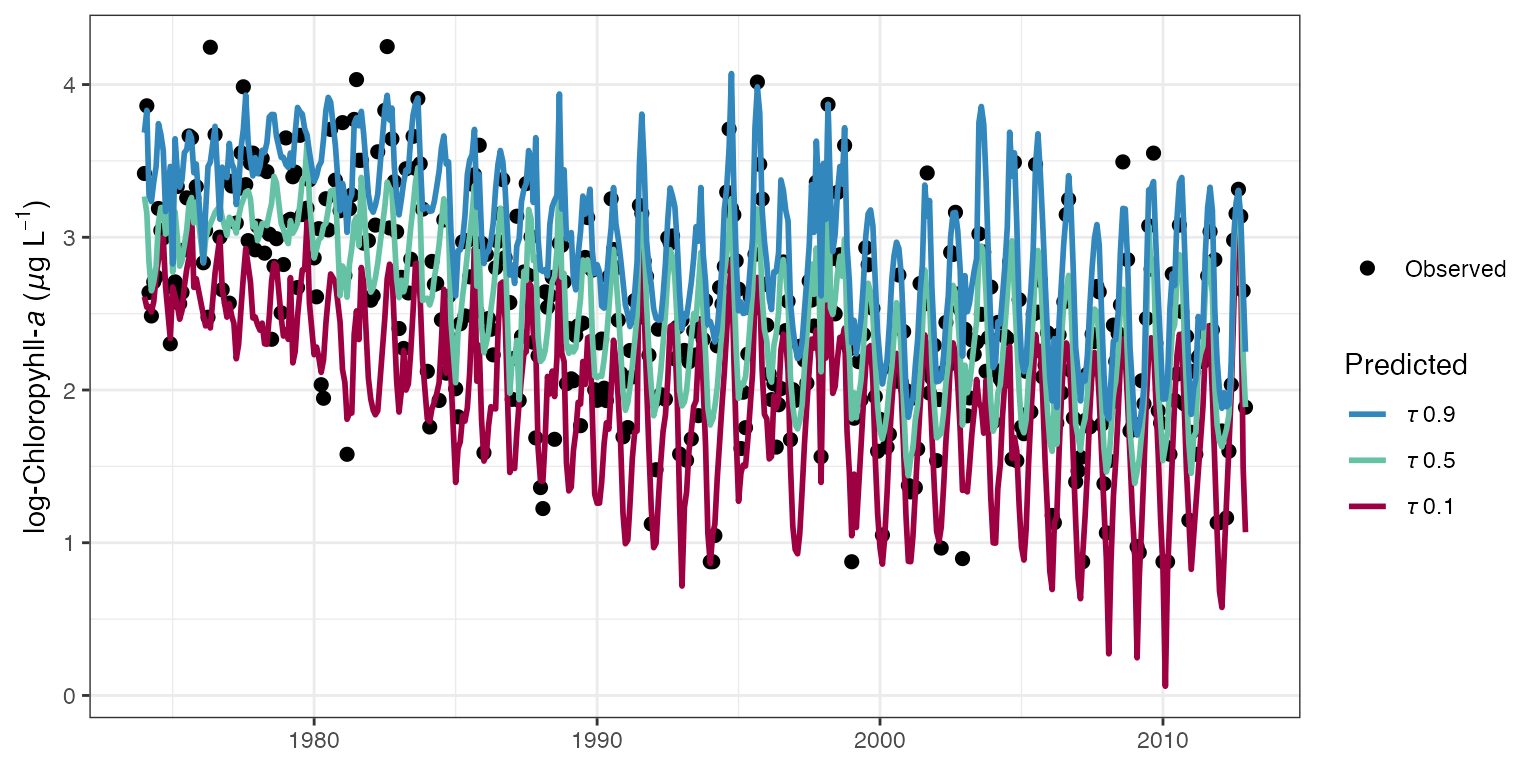 log-Chloropyhll-a (µg L⁻¹)
4
3
2
1
0
1980
1990
2000
2010
Observed
Predicted
τ 0.9
τ 0.5
τ 0.1